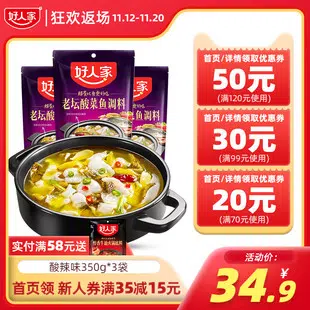 好人家
狂欢返场 11.12-11.20
好人家
老坛酸菜鱼调料
首页/详情领取优惠券
50元
(满120元使用)
首页/详情领取优惠券
30元
(满99元使用)
首页/详情领取优惠券
20元
(满70元使用)
实付满58元送
好人家
酸辣味350g*3袋
首页领 新人券满35减15元
活动价:
¥34.9